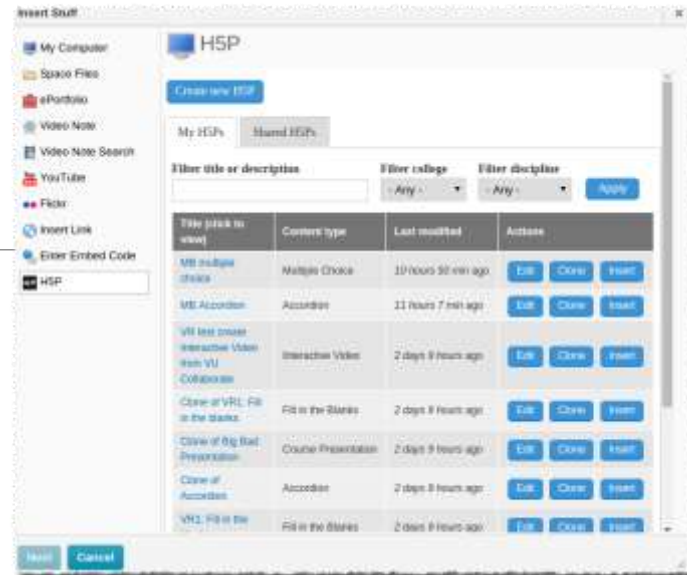 Insert Stuff
My Computer
Space Files
ePortfolio
Video Note
Video Note Search
YouTube
Flickr
Insert Link
Enter Embed Code
H5P
H5P
Create new H5P
My H5Ps Shared H5Ps
Filter title or description Filter college Filter discipline
- Any - - Any - Apply
Title (click to view) Content type Last modified Actions
MB multiple choice Multiple Choice 10 hours 50 min ago Edit Clone Insert
MB Accordion Accordion 11 hours 7 min ago Edit Clone Insert
VR test create Interactive Video from VU Collaborate Interactive Video 2 days 9 hours ago Edit Clone Insert
Clone of VR1: Fill in the blanks Fill in the Blanks 2 days 9 hours ago Edit Clone Insert
Clone of Big Bad Presentation Course Presentation 2 days 9 hours ago Edit Clone Insert
Clone of Accordion Accordion 2 days 9 hours ago Edit Clone Insert
VR1: Fill in the Fill in the Blanks 2 days 9 hours ago Edit Clone Insert
Next Cancel